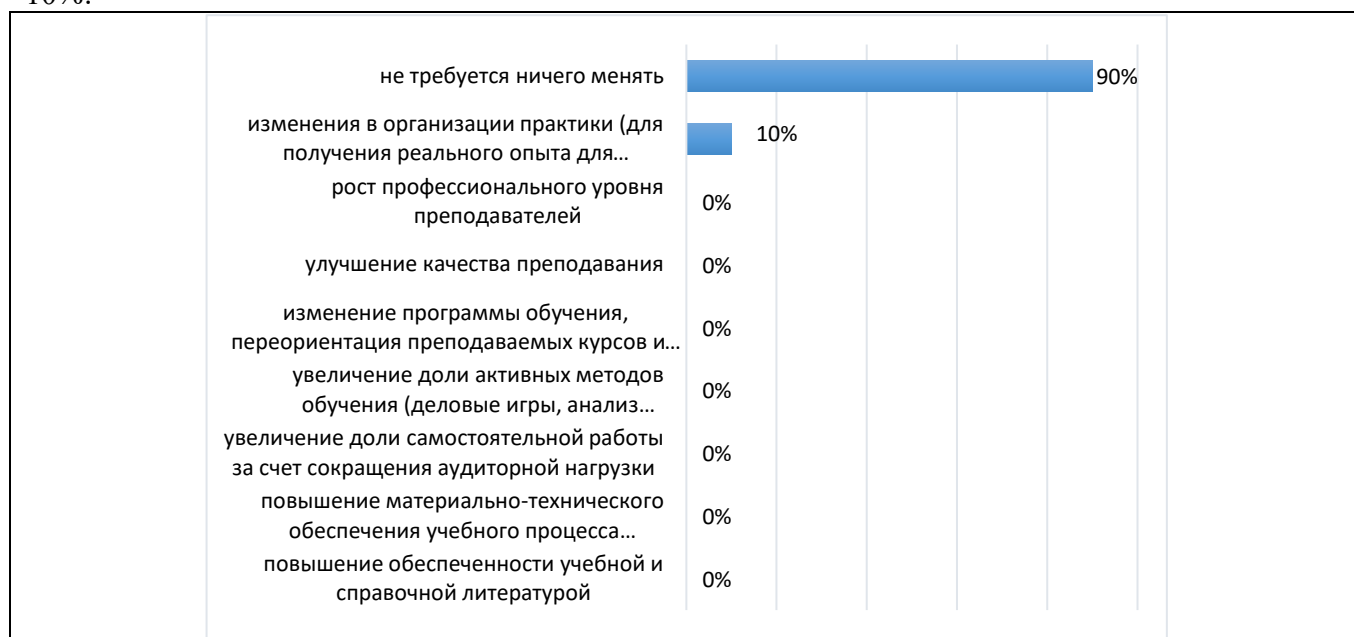 10%.
не требуется ничего менять
90%
изменения в организации практики (для
получения реального опыта для...
10%
рост профессионального уровня
преподавателей
0%
улучшение качества преподавания
0%
изменение программы обучения,
переориентация преподаваемых курсов и...
0%
увеличение доли активных методов
обучения (деловые игры, анализ...
0%
увеличение доли самостоятельной работы
за счет сокращения аудиторной нагрузки
0%
повышение материально-технического
обеспечения учебного процесса...
0%
повышение обеспеченности учебной и
справочной литературой
0%